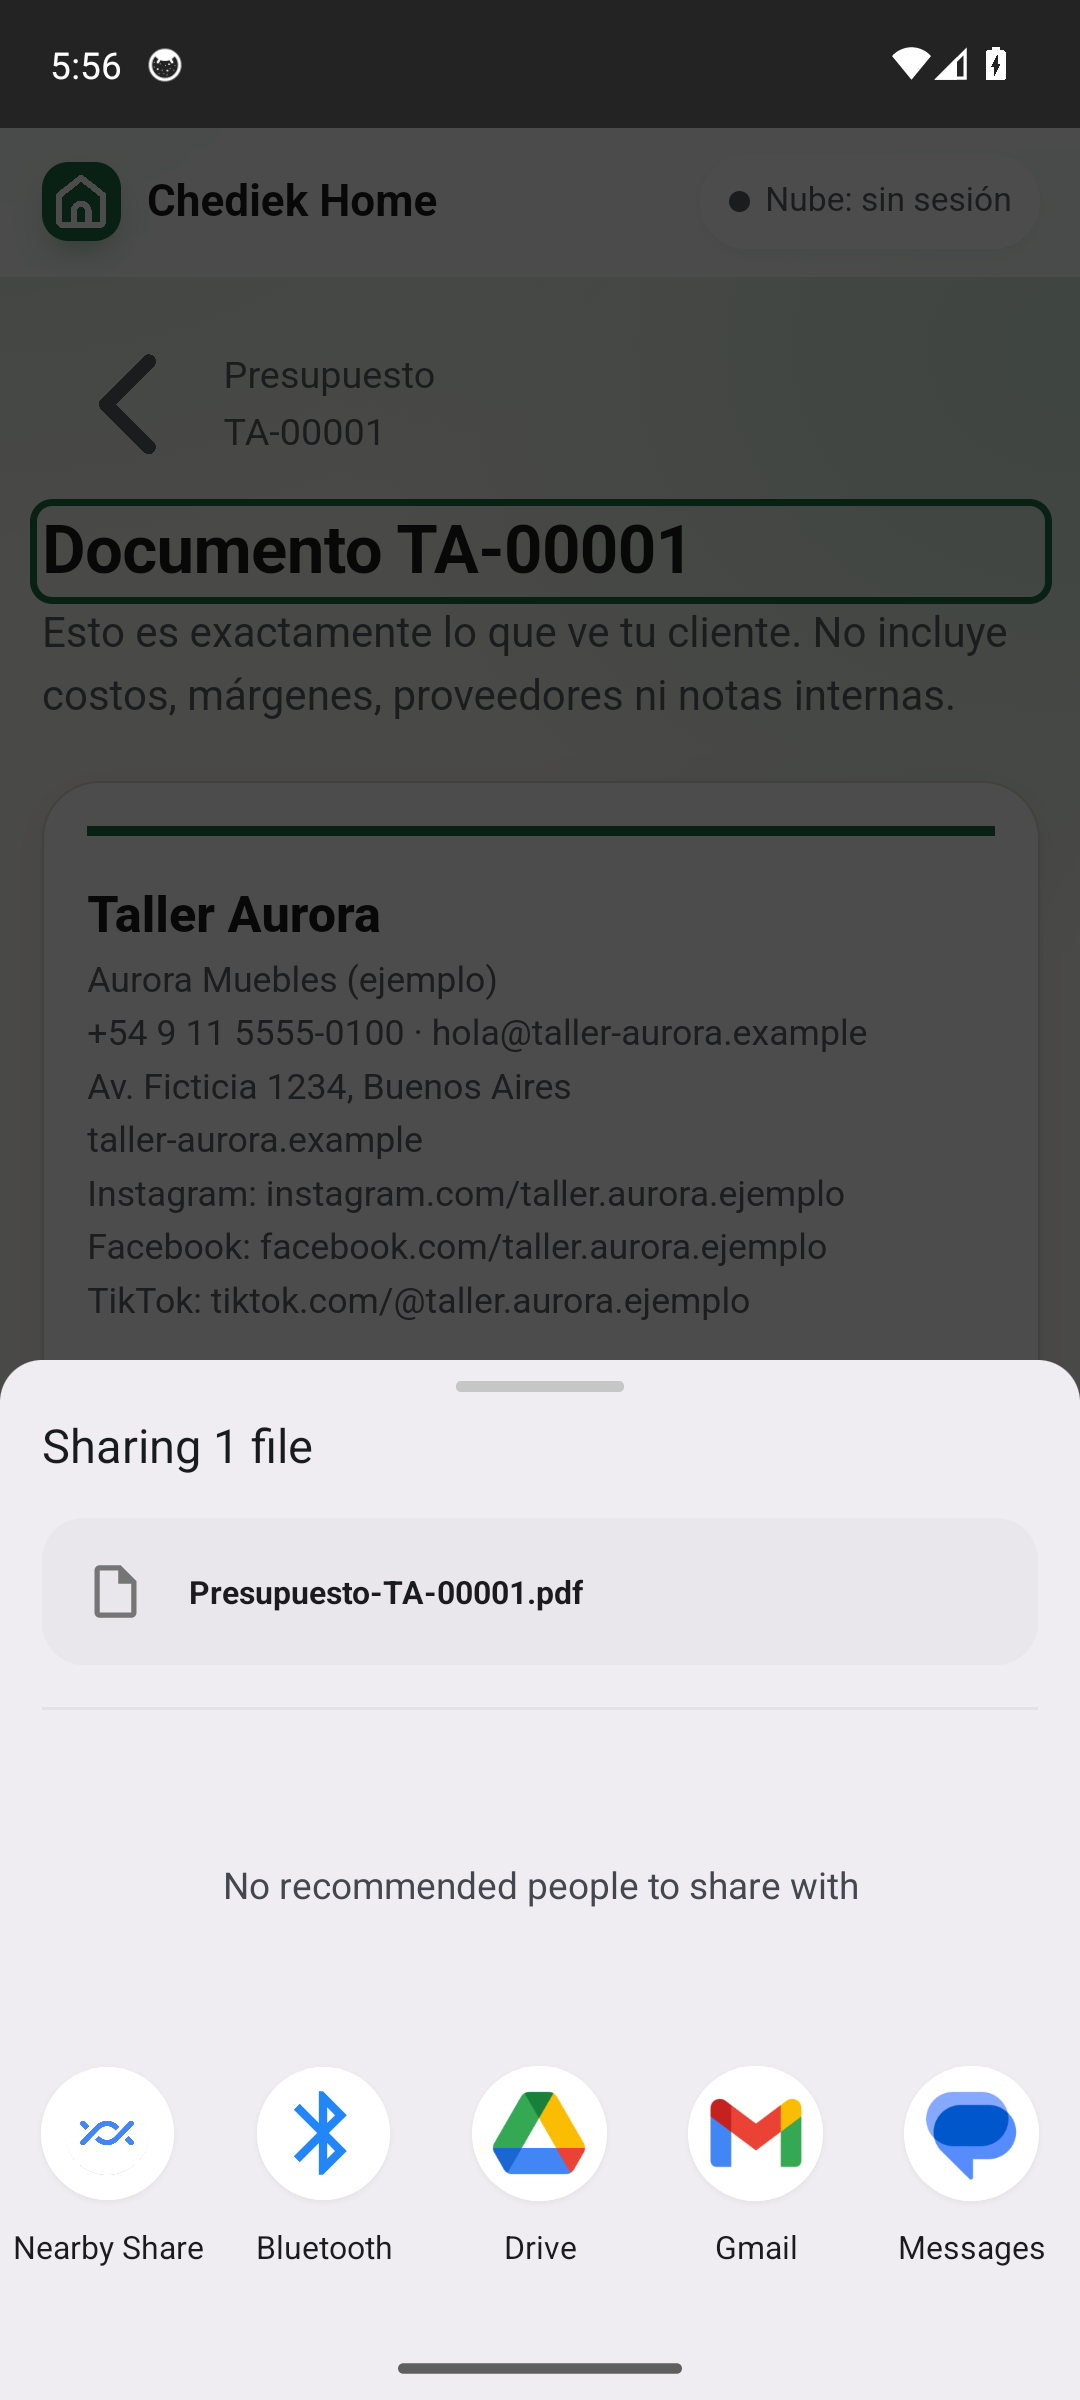 5:56
Chediek Home
Nube: sin sesión
Presupuesto
TA-00001
Documento TA-00001
Esto es exactamente lo que ve tu cliente. No incluye
costos, márgenes, proveedores ni notas internas.
Taller Aurora
Aurora Muebles (ejemplo)
+54 9 11 5555-0100 · hola@taller-aurora.example
Av. Ficticia 1234, Buenos Aires
taller-aurora.example
Instagram: instagram.com/taller.aurora.ejemplo
Facebook: facebook.com/taller.aurora.ejemplo
TikTok: tiktok.com/@taller.aurora.ejemplo
Sharing 1 file
Presupuesto-TA-00001.pdf
No recommended people to share with
Nearby Share
Bluetooth
Drive
Gmail
Messages